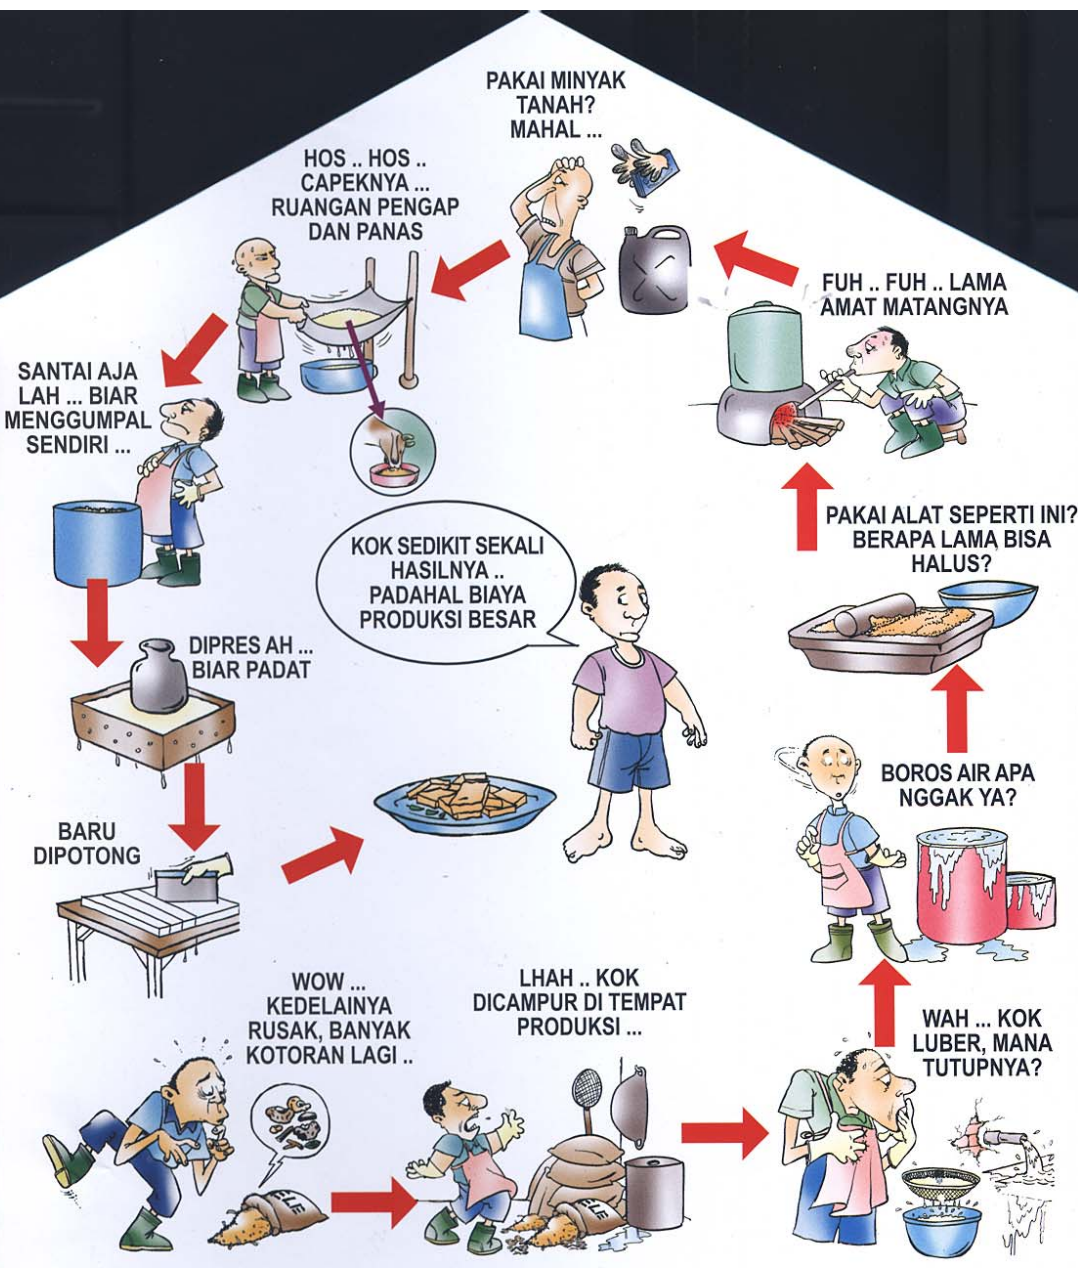 PAKAI MINYAK
TANAH?
MAHAL ...
HOS .. HOS ..
CAPEKNYA ...
RUANGAN PENGAP
DAN PANAS
FUH .. FUH .. LAMA
AMAT MATANGNYA
SANTAI AJA
LAH ... BIAR
MENGGUMPAL
SENDIRI ...
PAKAI ALAT SEPERTI INI?
BERAPA LAMA BISA
HALUS?
KOK SEDIKIT SEKALI
HASILNYA ..
PADAHAL BIAYA
PRODUKSI BESAR
DIPRES AH ...
BIAR PADAT
BOROS AIR APA
NGGAK YA?
BARU
DIPOTONG
WOW ...
KEDELAINYA
RUSAK, BANYAK
KOTORAN LAGI ..
LHAH .. KOK
DICAMPUR DI TEMPAT
PRODUKSI ...
WAH ... KOK
LUBER, MANA
TUTUPNYA?
ELE
ELE